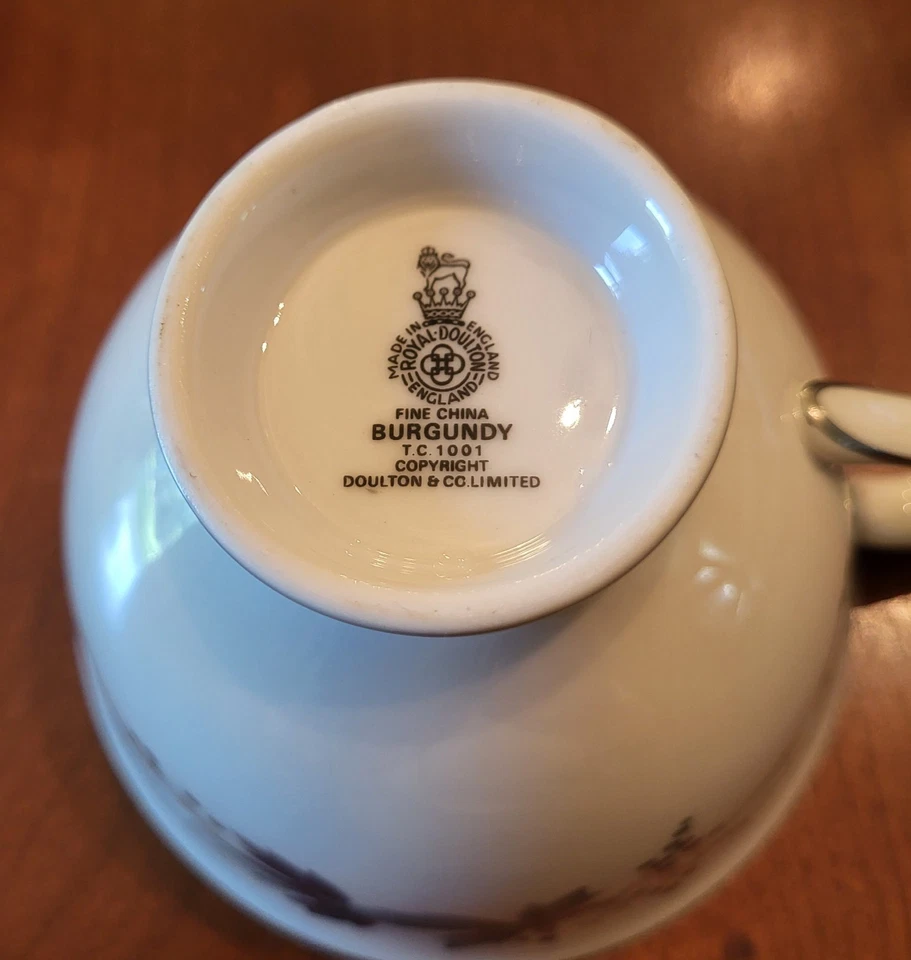 MADE IN ENGLAND
ROYAL·DOULTON
ENGLAND
FINE CHINA
BURGUNDY
T.C.1001
COPYRIGHT
DOULTON & CO.LIMITED